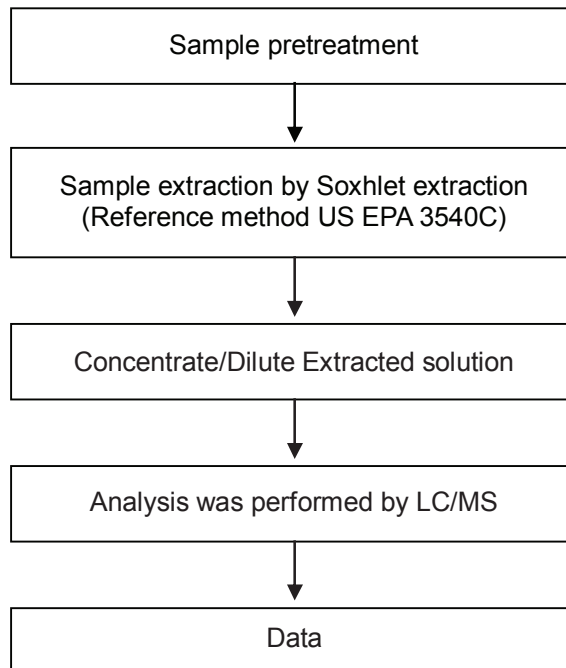 Sample pretreatment
Sample extraction by Soxhlet extraction
(Reference method US EPA 3540C)
Concentrate/Dilute Extracted solution
Analysis was performed by LC/MS
Data